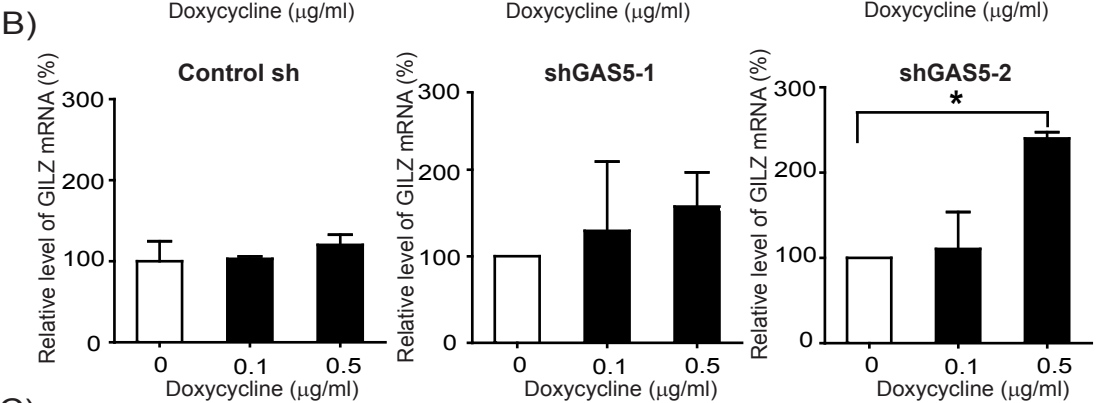 Doxycycline (μg/ml) Doxycycline (μg/ml) Doxycycline (μg/ml)
B)
Control sh
Relative level of GILZ mRNA (%)
300
200
100
0
0 0.1 0.5
Doxycycline (μg/ml)
shGAS5-1
Relative level of GILZ mRNA (%)
300
200
100
0
0 0.1 0.5
Doxycycline (μg/ml)
shGAS5-2
*
Relative level of GILZ mRNA (%)
300
200
100
0
0 0.1 0.5
Doxycycline (μg/ml)